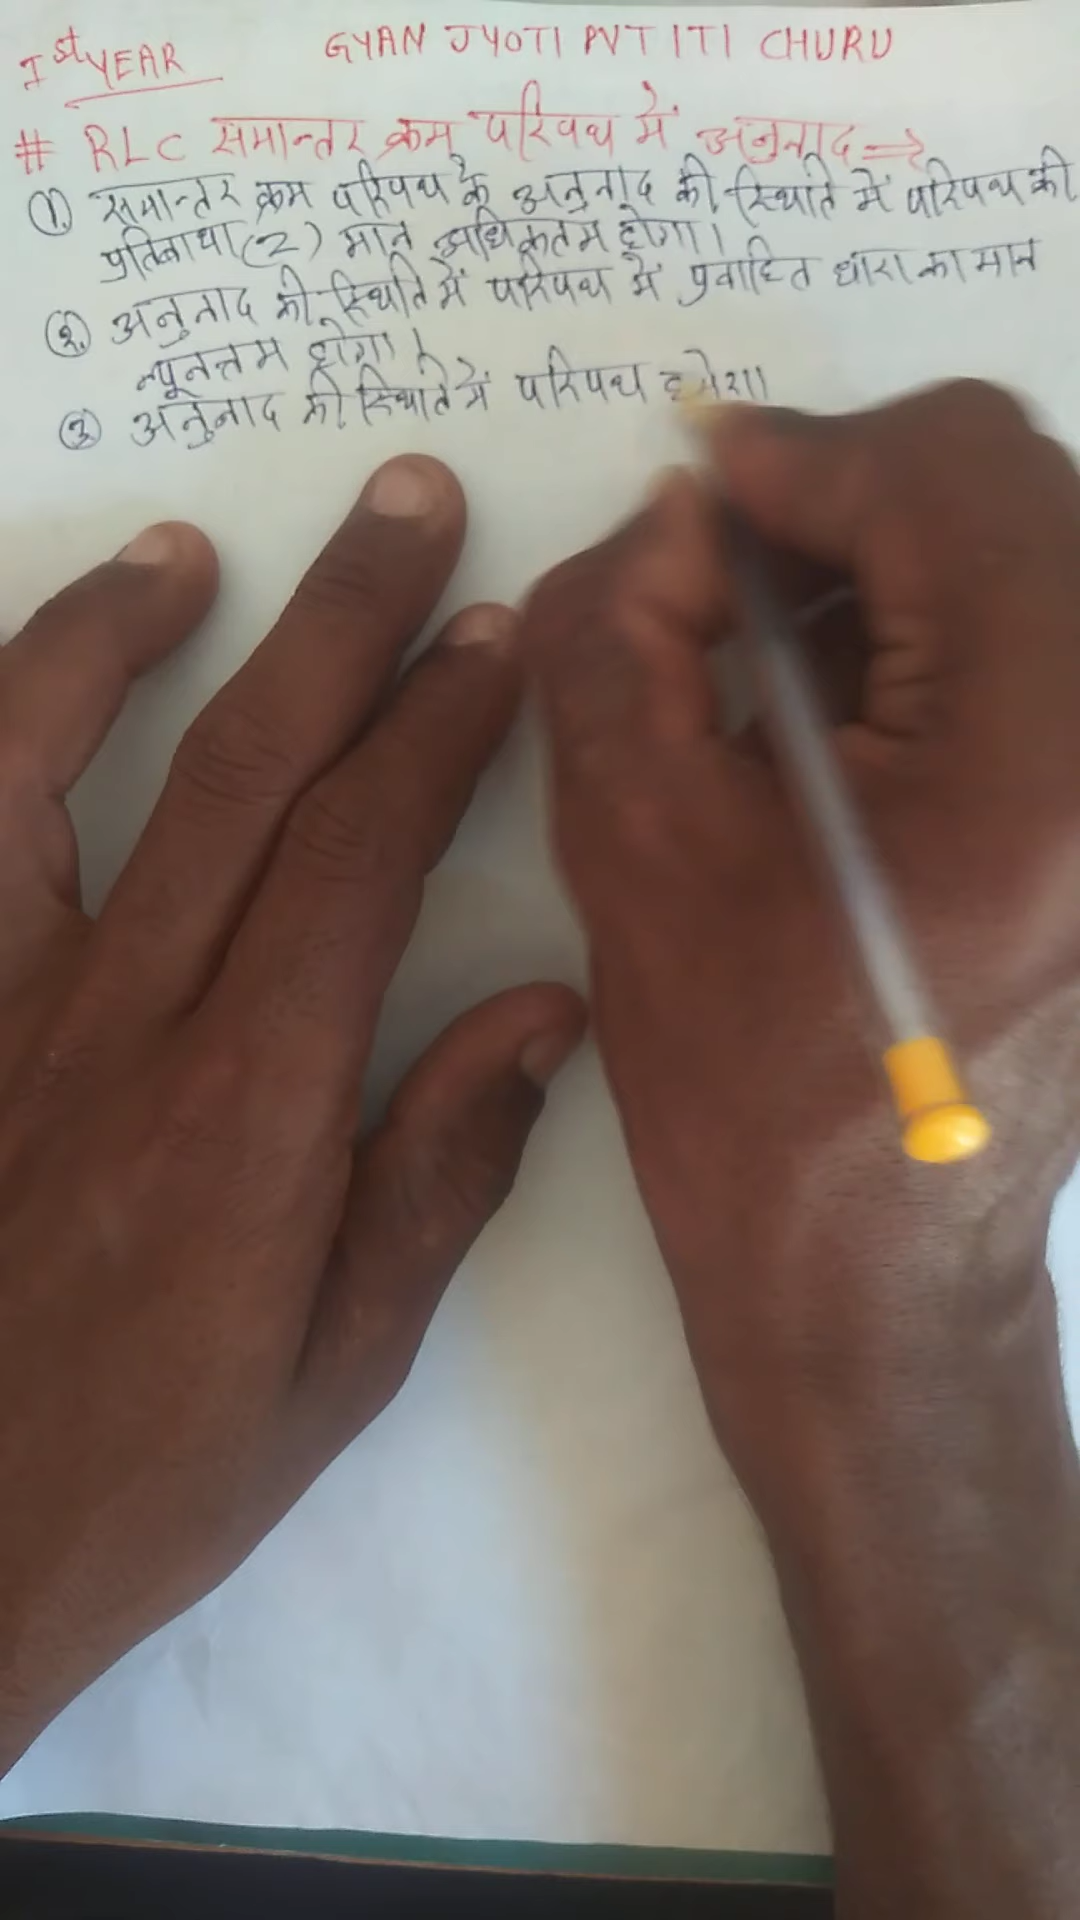 Ist YEAR GYAN JYOTI PVT ITI CHURU
# RLC समान्तर क्रम परिपथ में अनुनाद ⇒
①. समान्तर क्रम परिपथ के अनुनाद की स्थिति में परिपथ की
प्रतिबाधा (Z) मान अधिकतम होगा।
②. अनुनाद की स्थिति में परिपथ में प्रवाहित धारा का मान
न्यूनतम होगा।
③ अनुनाद की स्थिति में परिपथ हमेशा